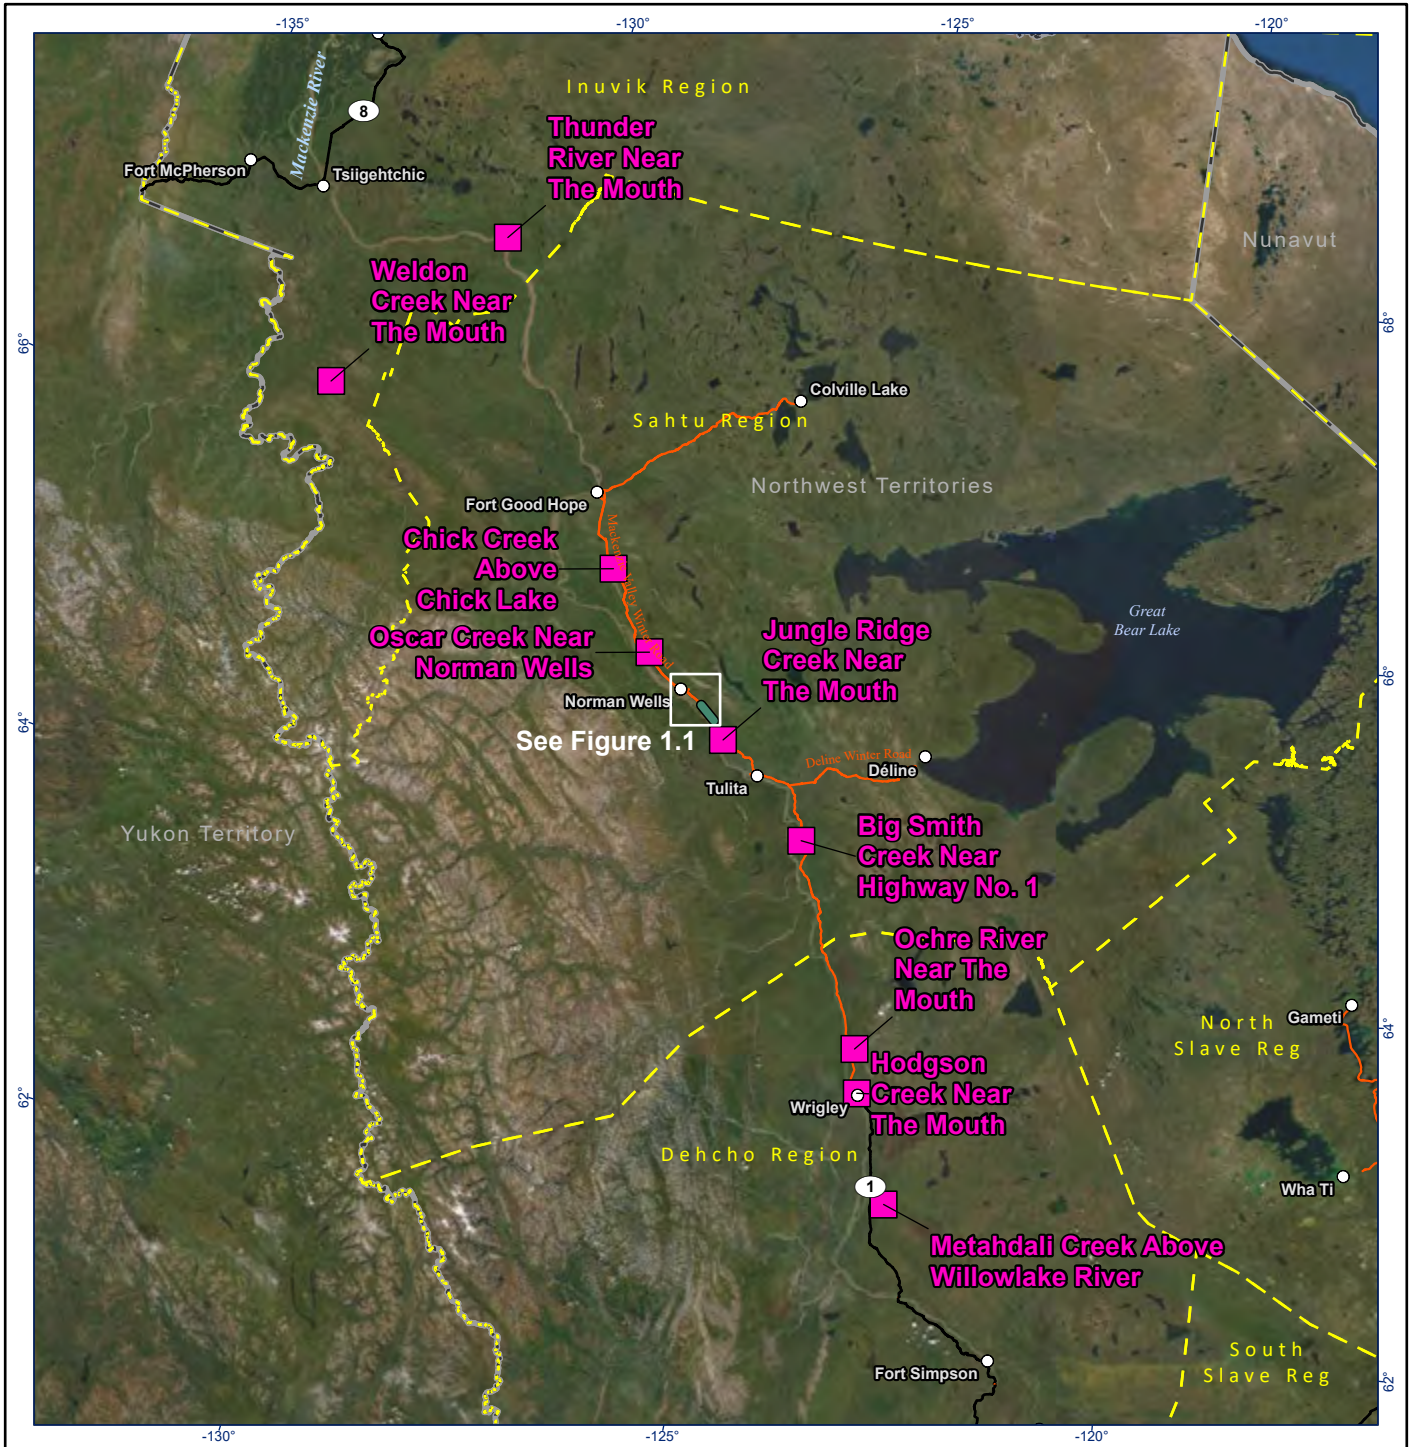 -135°
-130°
-125°
-120°
Mackenzie River
8
Inuvik Region
Thunder
River Near
The Mouth
Fort McPherson
Tsiigehtchic
Nunavut
Weldon
Creek Near
The Mouth
66°
68°
Colville Lake
Sahtu Region
Northwest Territories
Fort Good Hope
Mackenzie Valley Winter Road
Chick Creek
Above
Chick Lake
Great
Bear Lake
Oscar Creek Near
Norman Wells
Jungle Ridge
Creek Near
The Mouth
66°
Norman Wells
64°
See Figure 1.1
Deline Winter Road
Déline
Tulita
Yukon Territory
Big Smith
Creek Near
Highway No. 1
Ochre River
Near The
Mouth
Gameti
North
Slave Reg
64°
Hodgson
Creek Near
The Mouth
62°
Wrigley
Dehcho Region
1
Wha Ti
Metahdali Creek Above
Willowlake River
South
Slave Reg
Fort Simpson
62°
-130°
-125°
-120°